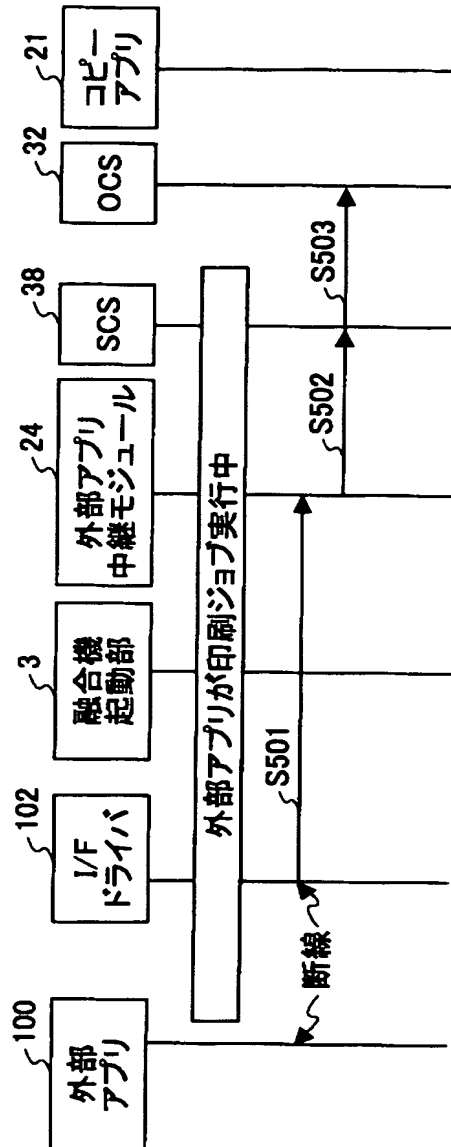 100
外部
アプリ
102
I/F
ドライバ
3
融合機
起動部
24
外部アプリ
中継モジュール
38
SCS
32
OCS
21
コピー
アプリ
外部アプリが印刷ジョブ実行中
断線
S501
S502
S503